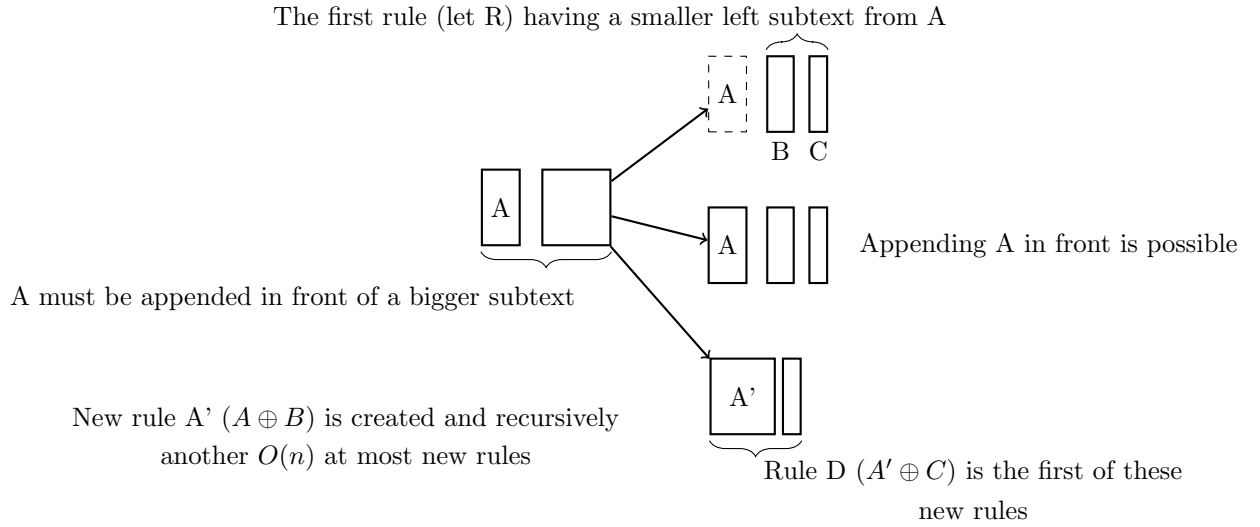 The first rule (let R) having a smaller left subtext from A
A
B C
A
A must be appended in front of a bigger subtext
A
Appending A in front is possible
A'
New rule A' (A ⊕ B) is created and recursively
another O(n) at most new rules
Rule D (A′ ⊕ C) is the first of these
new rules